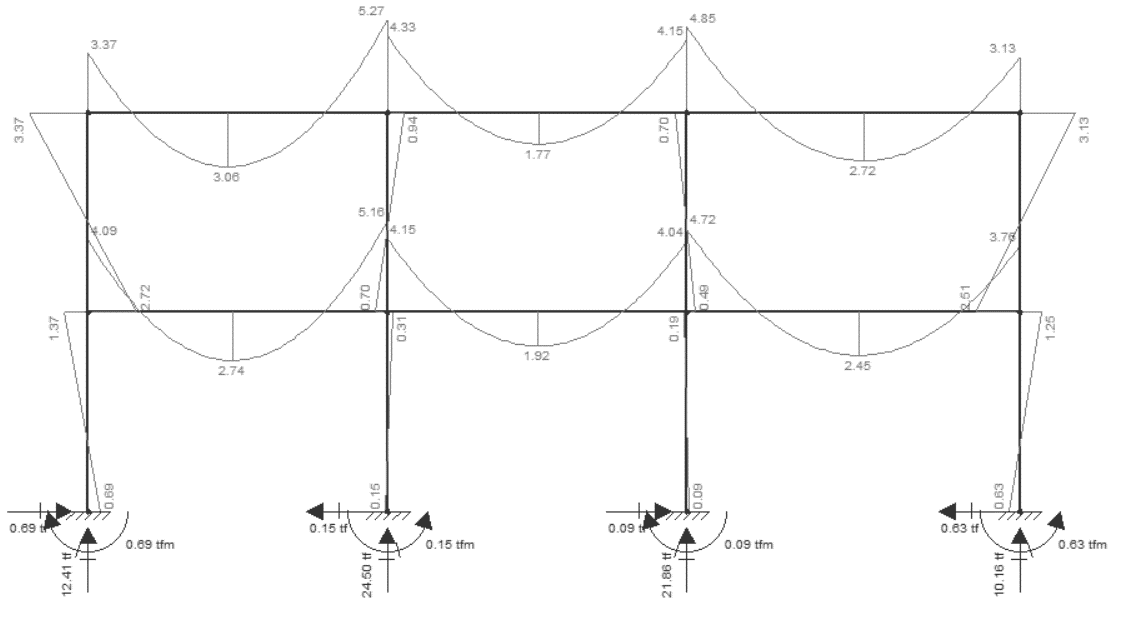 5.27
4.85
3.37
4.33
4.15
3.13
3.37
0.94
0.70
3.13
1.77
3.06
2.72
5.16
4.72
4.09
4.15
4.04
3.76
2.72
0.70
0.49
2.51
1.37
0.31
0.19
1.25
2.74
1.92
2.45
0.69
0.15
0.09
0.63
0.69 tf
0.15 tf
0.09 tf
0.63 tf
0.69 tfm
0.15 tfm
0.09 tfm
0.63 tfm
12.41 tf
24.50 tf
21.86 tf
10.16 tf